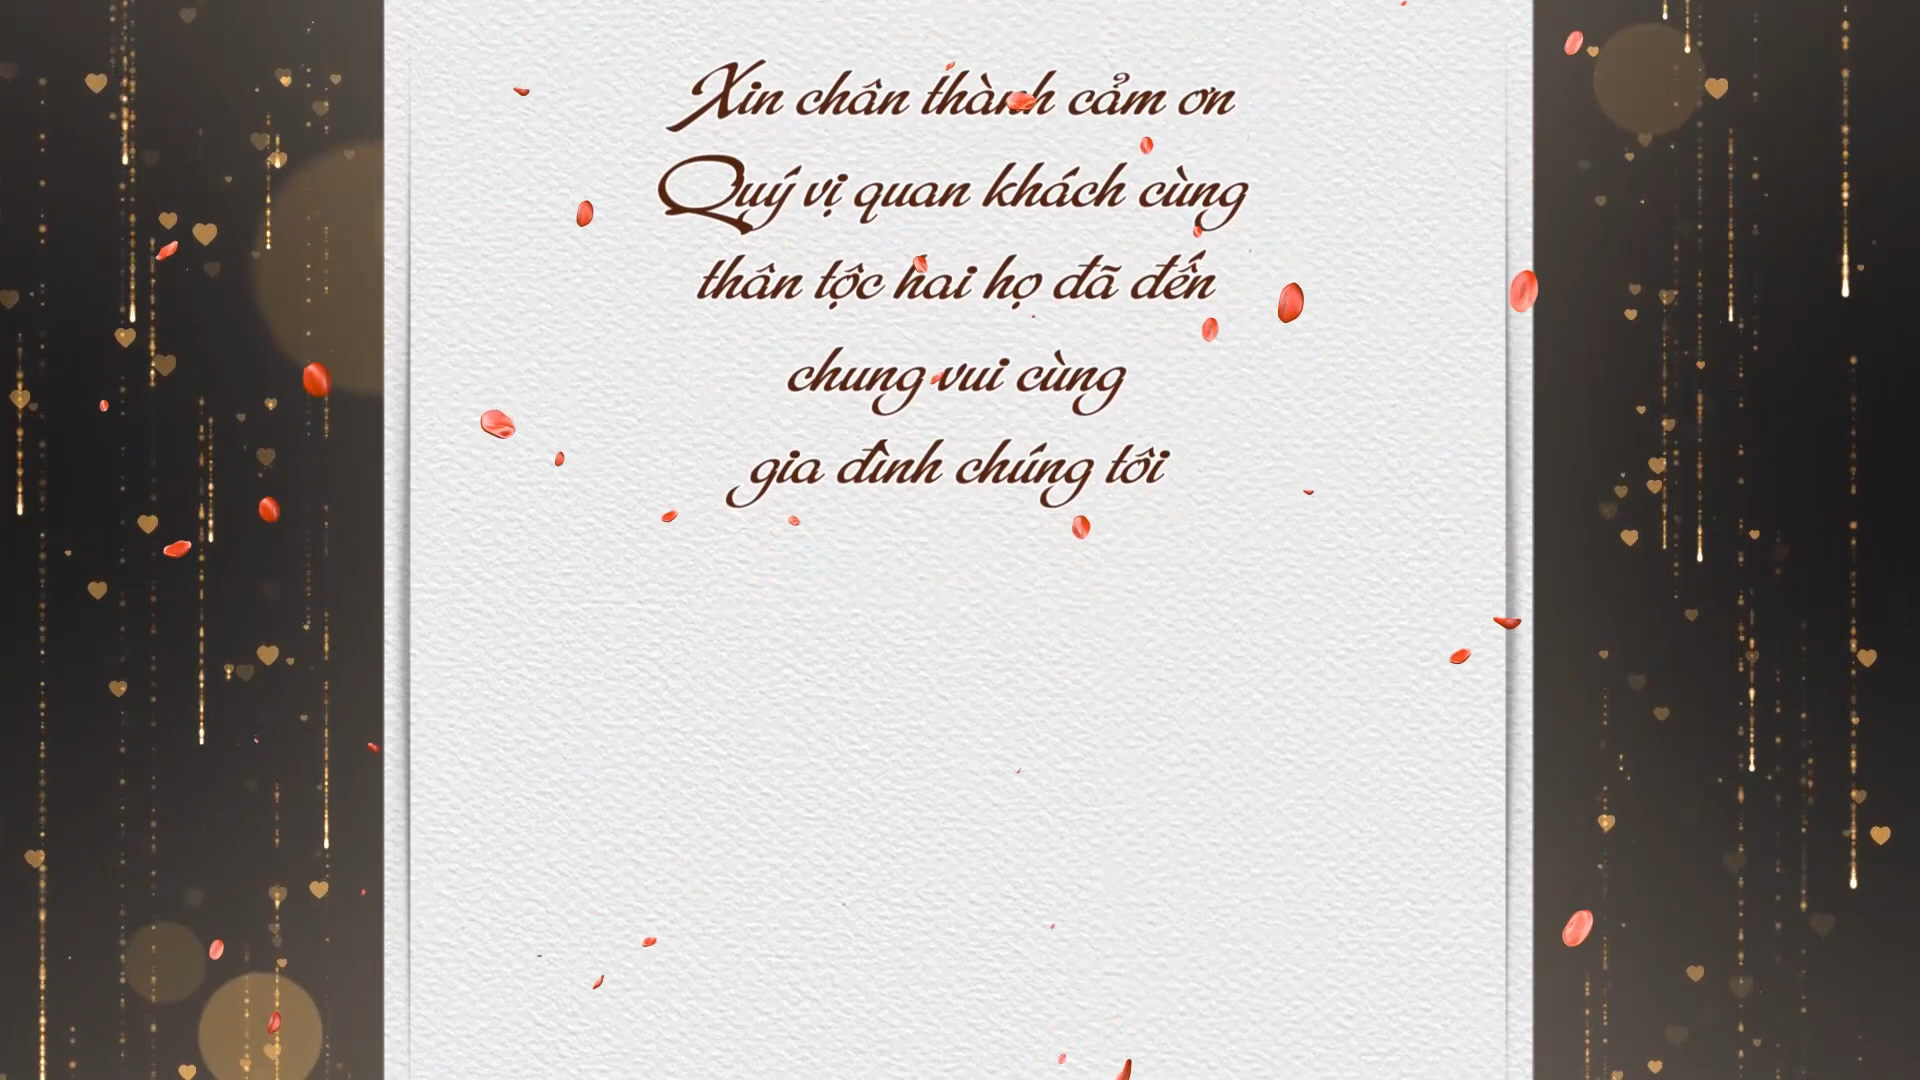 Xin chân thành cảm ơn
Quý vị quan khách cùng
thân tộc hai họ đã đến
chung vui cùng
gia đình chúng tôi